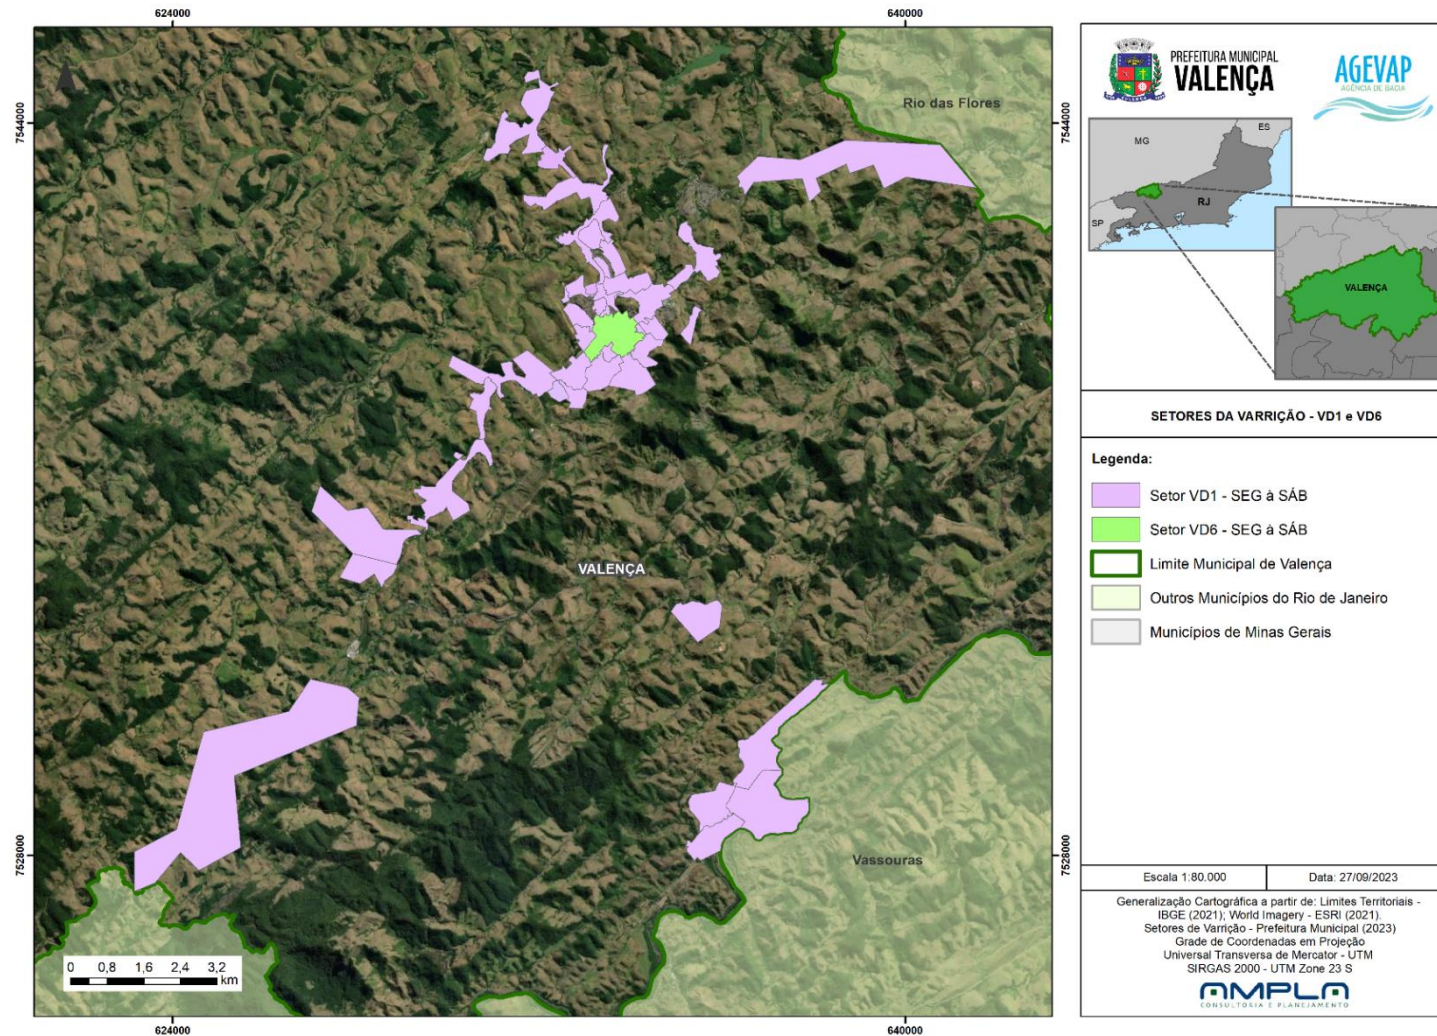 624000
640000
7544000
7544000
7528000
7528000
624000
640000
Rio das Flores
VALENÇA
Vassouras
0 0,8 1,6 2,4 3,2
km
PREFEITURA MUNICIPAL
VALENÇA
AGEVAP
AGÊNCIA DE BACIA
MG
ES
RJ
SP
VALENÇA
SETORES DA VARRIÇÃO - VD1 e VD6
Legenda:
Setor VD1 - SEG à SÁB
Setor VD6 - SEG à SÁB
Limite Municipal de Valença
Outros Municípios do Rio de Janeiro
Municípios de Minas Gerais
Escala 1:80.000
Data: 27/09/2023
Generalização Cartográfica a partir de: Limites Territoriais -
IBGE (2021); World Imagery - ESRI (2021).
Setores de Varrição - Prefeitura Municipal (2023)
Grade de Coordenadas em Projeção
Universal Transversa de Mercator - UTM
SIRGAS 2000 - UTM Zone 23 S
AMPLA
CONSULTORIA E PLANEJAMENTO